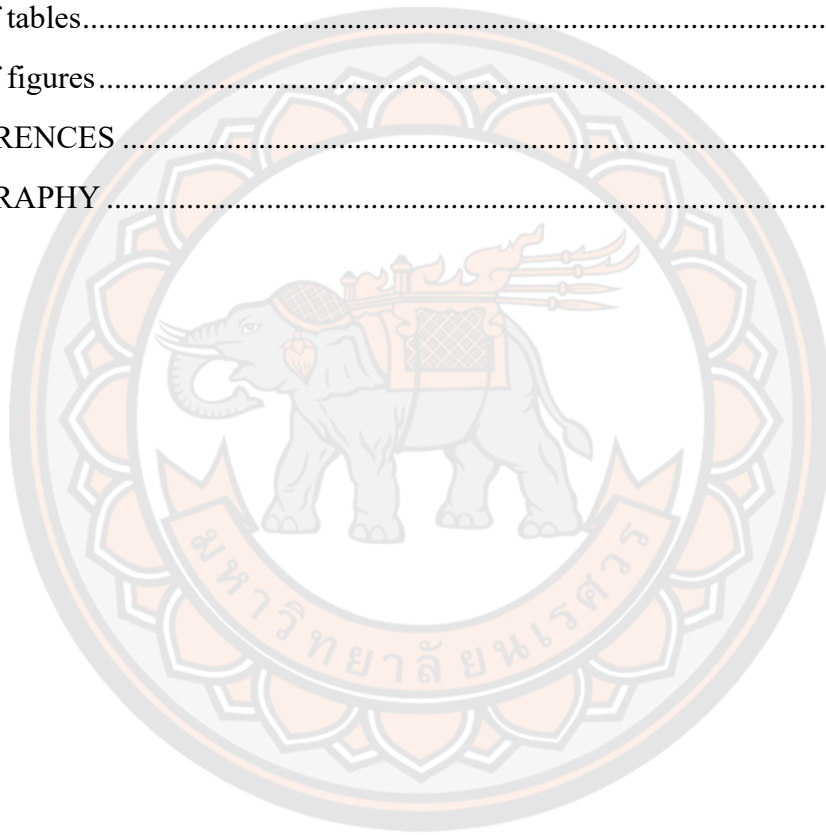 f tables..........................................................................................
f figures........................................................................................
RENCES .....................................................................................
RAPHY .......................................................................................
มหาวิทยาลัยนเรศวร